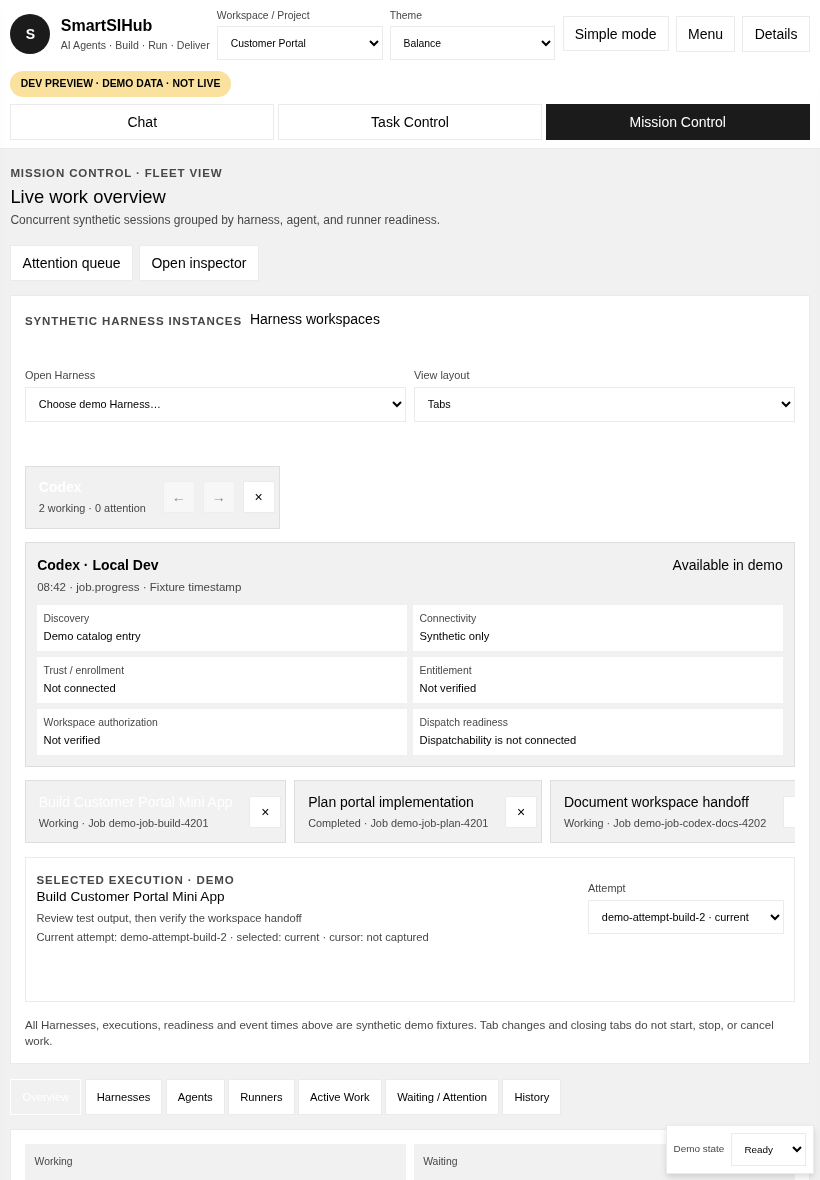 S
SmartSIHub
AI Agents · Build · Run · Deliver
Workspace / Project
Customer Portal
Theme
Balance
Simple mode
Menu
Details
DEV PREVIEW · DEMO DATA · NOT LIVE
Chat
Task Control
Mission Control
MISSION CONTROL · FLEET VIEW
Live work overview
Concurrent synthetic sessions grouped by harness, agent, and runner readiness.
Attention queue
Open inspector
SYNTHETIC HARNESS INSTANCES
Harness workspaces
Open Harness
Choose demo Harness…
View layout
Tabs
Codex
2 working · 0 attention
←
→
×
Codex · Local Dev
Available in demo
08:42 · job.progress · Fixture timestamp
Discovery
Demo catalog entry
Connectivity
Synthetic only
Trust / enrollment
Not connected
Entitlement
Not verified
Workspace authorization
Not verified
Dispatch readiness
Dispatchability is not connected
Build Customer Portal Mini App
Working · Job demo-job-build-4201
×
Plan portal implementation
Completed · Job demo-job-plan-4201
×
Document workspace handoff
Working · Job demo-job-codex-docs-4202
SELECTED EXECUTION · DEMO
Build Customer Portal Mini App
Review test output, then verify the workspace handoff
Current attempt: demo-attempt-build-2 · selected: current · cursor: not captured
Attempt
demo-attempt-build-2 · current
All Harnesses, executions, readiness and event times above are synthetic demo fixtures. Tab changes and closing tabs do not start, stop, or cancel
work.
Overview
Harnesses
Agents
Runners
Active Work
Waiting / Attention
History
Working
Waiting
Demo state
Ready